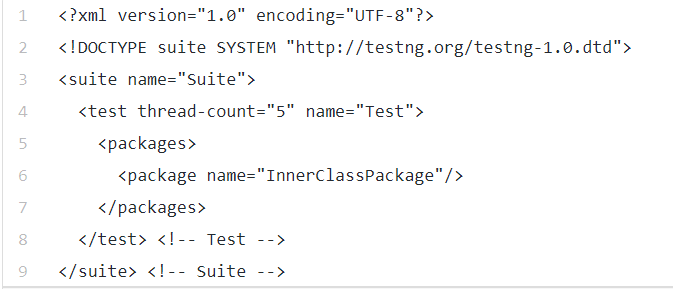 1 <?xml version="1.0" encoding="UTF-8"?>
2 <!DOCTYPE suite SYSTEM "http://testng.org/testng-1.0.dtd">
3 <suite name="Suite">
4   <test thread-count="5" name="Test">
5     <packages>
6       <package name="InnerClassPackage"/>
7     </packages>
8   </test> <!-- Test -->
9 </suite> <!-- Suite -->